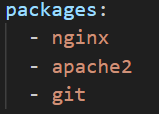 packages:
  - nginx
  - apache2
  - git